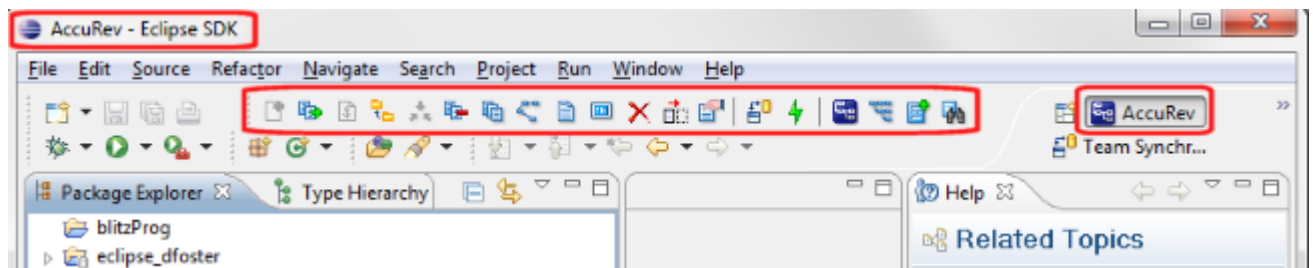 AccuRev - Eclipse SDK
File Edit Source Refactor Navigate Search Project Run Window Help
AccuRev
Team Synchr...
Package Explorer Type Hierarchy Help
blitzProg Related Topics
eclipse_dfoster